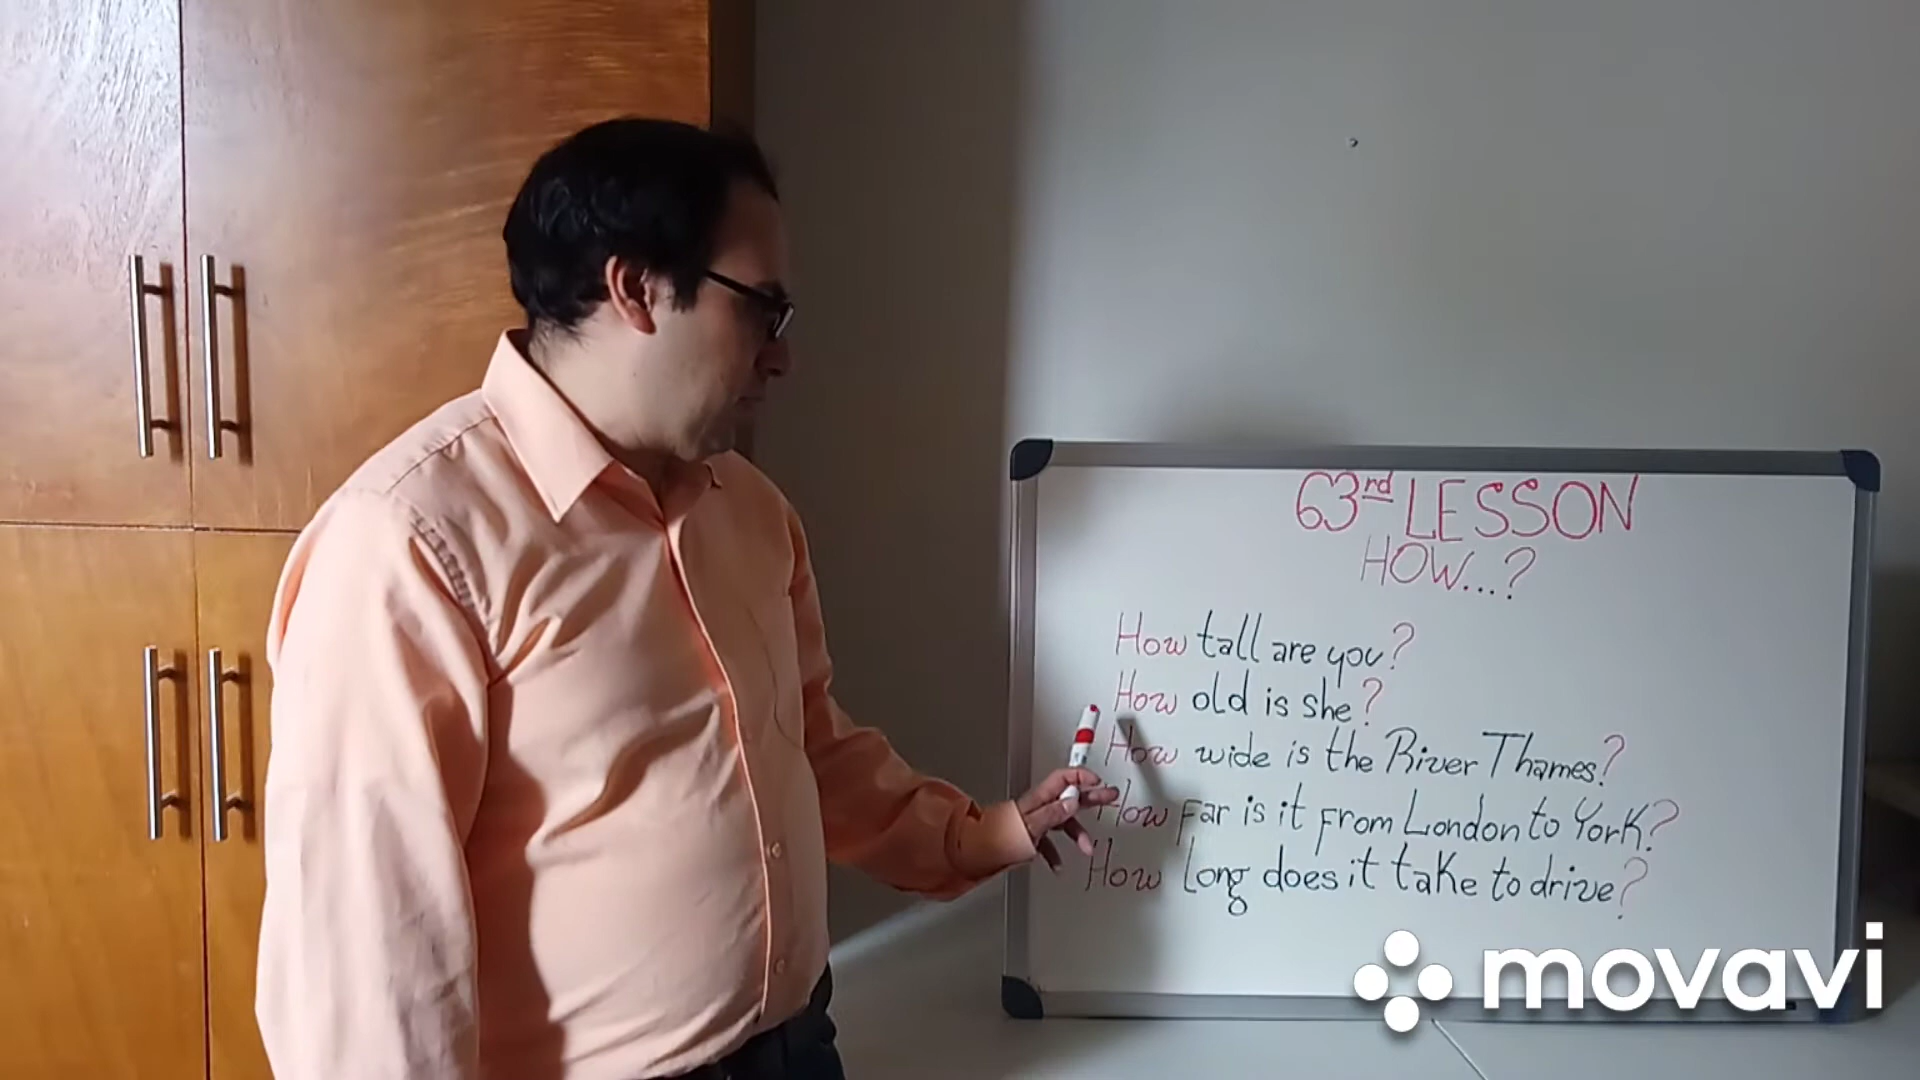 63rd LESSON
HOW...?
How tall are you?
How old is she?
How wide is the River Thames?
How far is it from London to York?
How long does it take to drive?
movavi